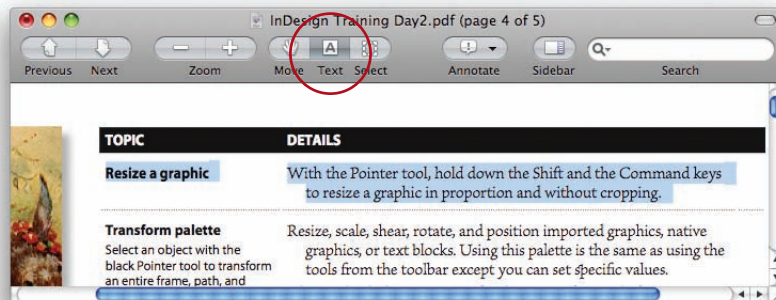 InDesign Training Day2.pdf (page 4 of 5)
A
Previous Next Zoom Move Text Select Annotate Sidebar Search
TOPIC DETAILS
Resize a graphic With the Pointer tool, hold down the Shift and the Command keys
to resize a graphic in proportion and without cropping.
Transform palette Resize, scale, shear, rotate, and position imported graphics, native
Select an object with the graphics, or text blocks. Using this palette is the same as using the
black Pointer tool to transform tools from the toolbar except you can set specific values.
an entire frame, path, and